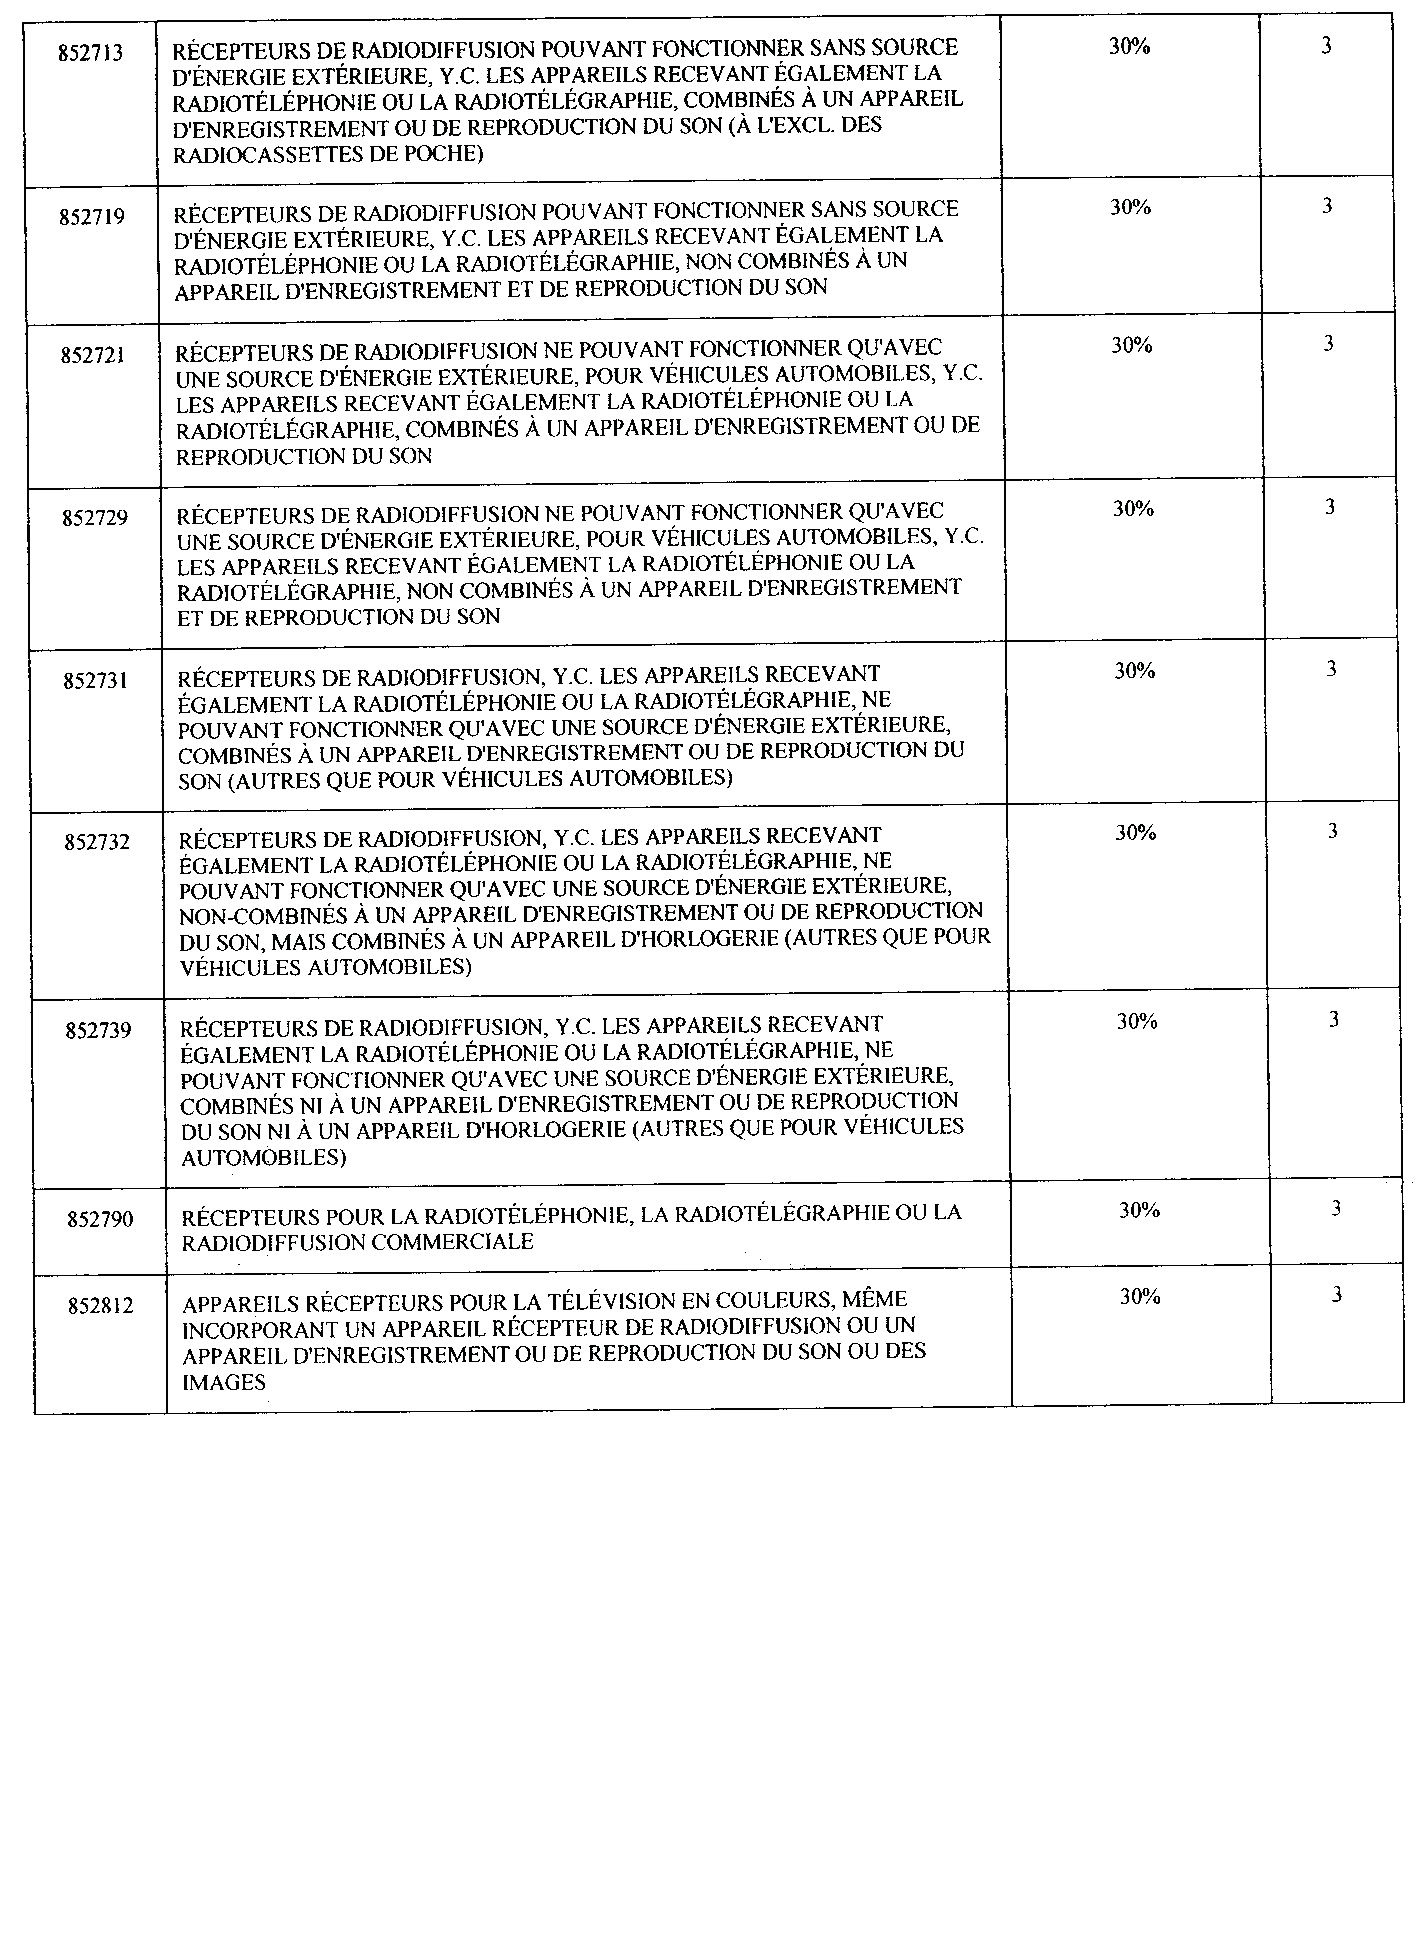 852713 RÉCEPTEURS DE RADIODIFFUSION POUVANT FONCTIONNER SANS SOURCE 30% 3
D'ÉNERGIE EXTÉRIEURE, Y.C. LES APPAREILS RECEVANT ÉGALEMENT LA
RADIOTÉLÉPHONIE OU LA RADIOTÉLÉGRAPHIE, COMBINÉS À UN APPAREIL
D'ENREGISTREMENT OU DE REPRODUCTION DU SON (À L'EXCL. DES
RADIOCASSETTES DE POCHE)
852719 RÉCEPTEURS DE RADIODIFFUSION POUVANT FONCTIONNER SANS SOURCE 30% 3
D'ÉNERGIE EXTÉRIEURE, Y.C. LES APPAREILS RECEVANT ÉGALEMENT LA
RADIOTÉLÉPHONIE OU LA RADIOTÉLÉGRAPHIE, NON COMBINÉS À UN
APPAREIL D'ENREGISTREMENT ET DE REPRODUCTION DU SON
852721 RÉCEPTEURS DE RADIODIFFUSION NE POUVANT FONCTIONNER QU'AVEC 30% 3
UNE SOURCE D'ÉNERGIE EXTÉRIEURE, POUR VÉHICULES AUTOMOBILES, Y.C.
LES APPAREILS RECEVANT ÉGALEMENT LA RADIOTÉLÉPHONIE OU LA
RADIOTÉLÉGRAPHIE, COMBINÉS À UN APPAREIL D'ENREGISTREMENT OU DE
REPRODUCTION DU SON
852729 RÉCEPTEURS DE RADIODIFFUSION NE POUVANT FONCTIONNER QU'AVEC 30% 3
UNE SOURCE D'ÉNERGIE EXTÉRIEURE, POUR VÉHICULES AUTOMOBILES, Y.C.
LES APPAREILS RECEVANT ÉGALEMENT LA RADIOTÉLÉPHONIE OU LA
RADIOTÉLÉGRAPHIE, NON COMBINÉS À UN APPAREIL D'ENREGISTREMENT
ET DE REPRODUCTION DU SON
852731 RÉCEPTEURS DE RADIODIFFUSION, Y.C. LES APPAREILS RECEVANT 30% 3
ÉGALEMENT LA RADIOTÉLÉPHONIE OU LA RADIOTÉLÉGRAPHIE, NE
POUVANT FONCTIONNER QU'AVEC UNE SOURCE D'ÉNERGIE EXTÉRIEURE,
COMBINÉS À UN APPAREIL D'ENREGISTREMENT OU DE REPRODUCTION DU
SON (AUTRES QUE POUR VÉHICULES AUTOMOBILES)
852732 RÉCEPTEURS DE RADIODIFFUSION, Y.C. LES APPAREILS RECEVANT 30% 3
ÉGALEMENT LA RADIOTÉLÉPHONIE OU LA RADIOTÉLÉGRAPHIE, NE
POUVANT FONCTIONNER QU'AVEC UNE SOURCE D'ÉNERGIE EXTÉRIEURE,
NON-COMBINÉS À UN APPAREIL D'ENREGISTREMENT OU DE REPRODUCTION
DU SON, MAIS COMBINÉS À UN APPAREIL D'HORLOGERIE (AUTRES QUE POUR
VÉHICULES AUTOMOBILES)
852739 RÉCEPTEURS DE RADIODIFFUSION, Y.C. LES APPAREILS RECEVANT 30% 3
ÉGALEMENT LA RADIOTÉLÉPHONIE OU LA RADIOTÉLÉGRAPHIE, NE
POUVANT FONCTIONNER QU'AVEC UNE SOURCE D'ÉNERGIE EXTÉRIEURE,
COMBINÉS NI À UN APPAREIL D'ENREGISTREMENT OU DE REPRODUCTION
DU SON NI À UN APPAREIL D'HORLOGERIE (AUTRES QUE POUR VÉHICULES
AUTOMOBILES)
852790 RÉCEPTEURS POUR LA RADIOTÉLÉPHONIE, LA RADIOTÉLÉGRAPHIE OU LA 30% 3
RADIODIFFUSION COMMERCIALE
852812 APPAREILS RÉCEPTEURS POUR LA TÉLÉVISION EN COULEURS, MÊME 30% 3
INCORPORANT UN APPAREIL RÉCEPTEUR DE RADIODIFFUSION OU UN
APPAREIL D'ENREGISTREMENT OU DE REPRODUCTION DU SON OU DES
IMAGES